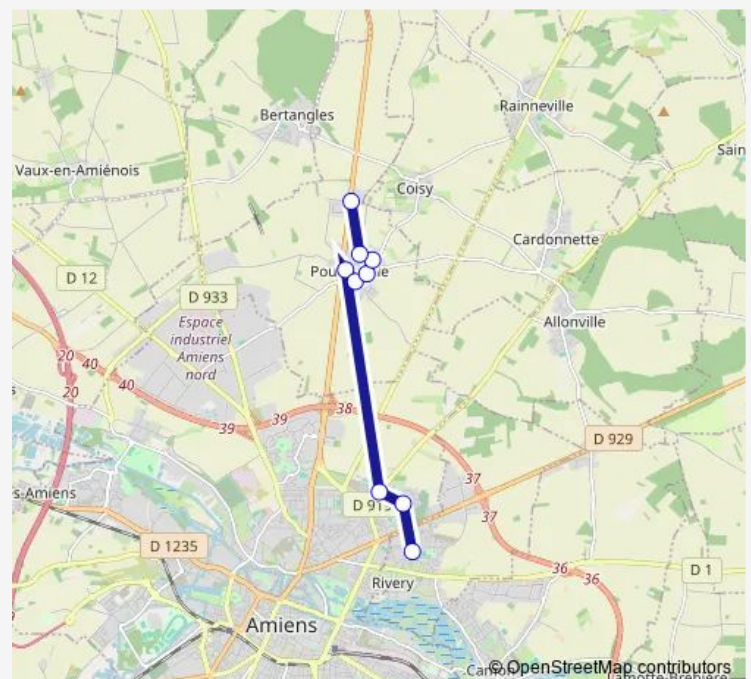 Bertangles
Rainneville
Vaux-en-Amiénois
Sain
Coisy
Cardonnette
D 12
D 933
Allonville
Espace
industriel
Amiens
nord
20
40
40
20
39
39
38
D 929
37
37
s-Amiens
D 1235
36
36
D 1
Rivery
Amiens
© OpenStreetMap contributors